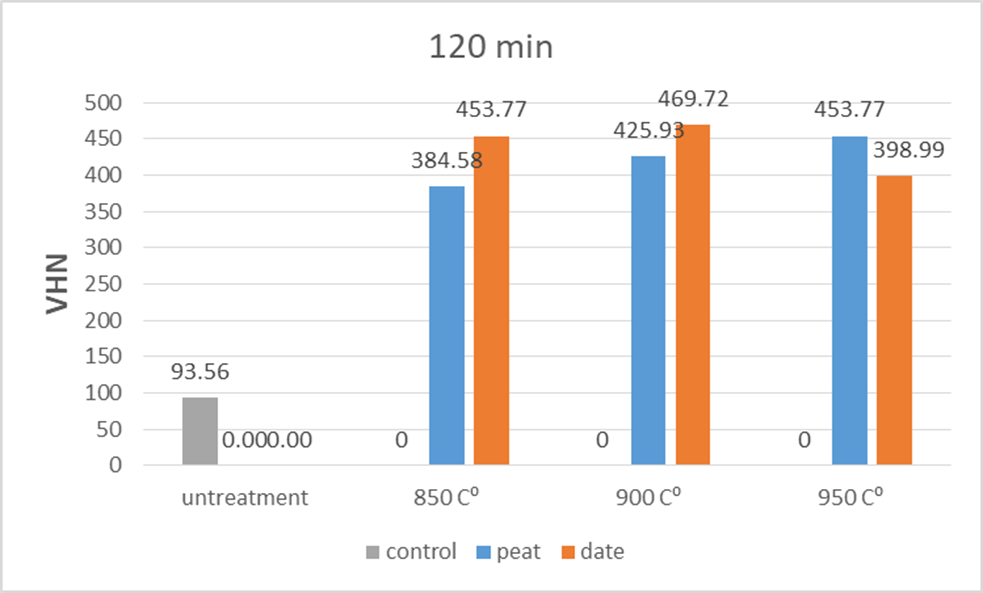 120 min
VHN
500
450
400
350
300
250
200
150
100
50
0
93.56
0.00
0.00
0
384.58
453.77
0
425.93
469.72
0
453.77
398.99
untreatment
850 C⁰
900 C⁰
950 C⁰
control
peat
date